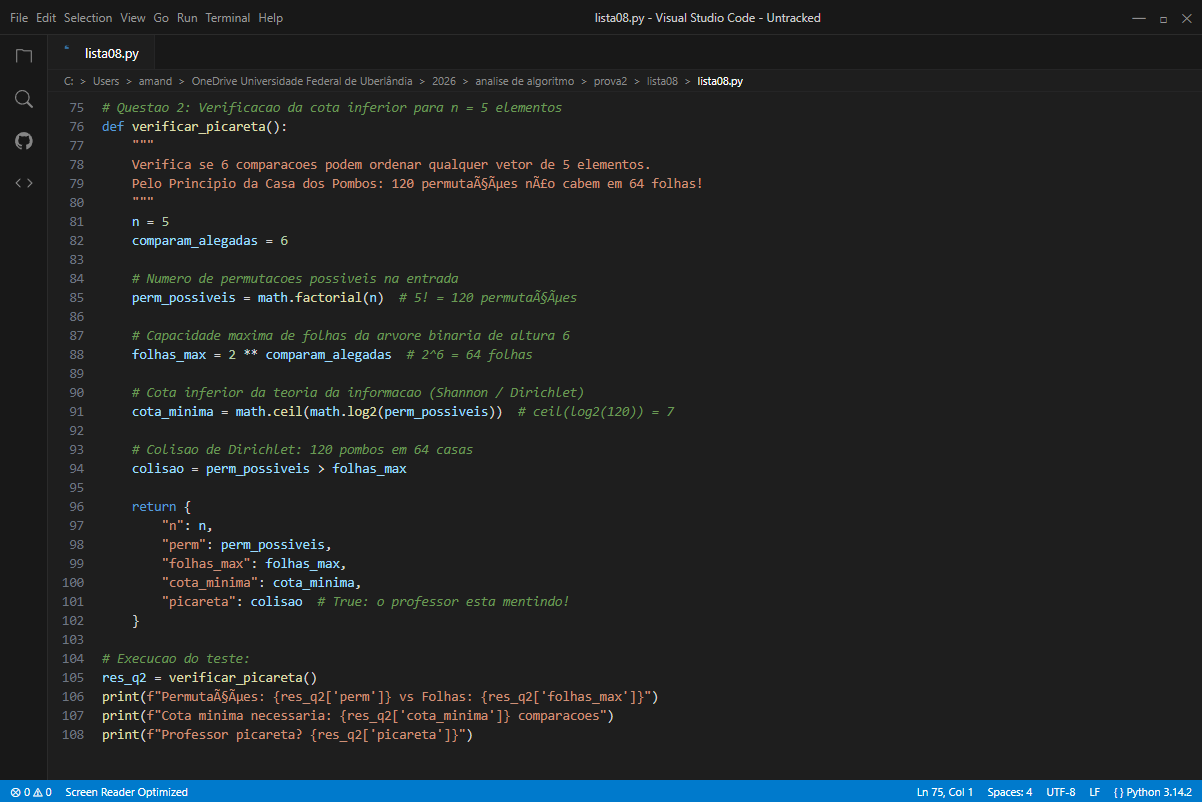 File Edit Selection View Go Run Terminal Help
lista08.py - Visual Studio Code - Untracked
lista08.py
C: > Users > amand > OneDrive Universidade Federal de Uberlândia > 2026 > analise de algoritmo > prova2 > lista08 > lista08.py
75 # Questao 2: Verificacao da cota inferior para n = 5 elementos
76 def verificar_picareta():
77     """
78     Verifica se 6 comparacoes podem ordenar qualquer vetor de 5 elementos.
79     Pelo Principio da Casa dos Pombos: 120 permutaÃ§Ãµes nÃ£o cabem em 64 folhas!
80     """
81     n = 5
82     comparam_alegadas = 6
83
84     # Numero de permutacoes possiveis na entrada
85     perm_possiveis = math.factorial(n)  # 5! = 120 permutaÃ§Ãµes
86
87     # Capacidade maxima de folhas da arvore binaria de altura 6
88     folhas_max = 2 ** comparam_alegadas  # 2^6 = 64 folhas
89
90     # Cota inferior da teoria da informacao (Shannon / Dirichlet)
91     cota_minima = math.ceil(math.log2(perm_possiveis))  # ceil(log2(120)) = 7
92
93     # Colisao de Dirichlet: 120 pombos em 64 casas
94     colisao = perm_possiveis > folhas_max
95
96     return {
97         "n": n,
98         "perm": perm_possiveis,
99         "folhas_max": folhas_max,
100         "cota_minima": cota_minima,
101         "picareta": colisao  # True: o professor esta mentindo!
102     }
103
104 # Execucao do teste:
105 res_q2 = verificar_picareta()
106 print(f"PermutaÃ§Ãµes: {res_q2['perm']} vs Folhas: {res_q2['folhas_max']}")
107 print(f"Cota minima necessaria: {res_q2['cota_minima']} comparacoes")
108 print(f"Professor picareta? {res_q2['picareta']}")
0 0 Screen Reader Optimized Ln 75, Col 1 Spaces: 4 UTF-8 LF { } Python 3.14.2